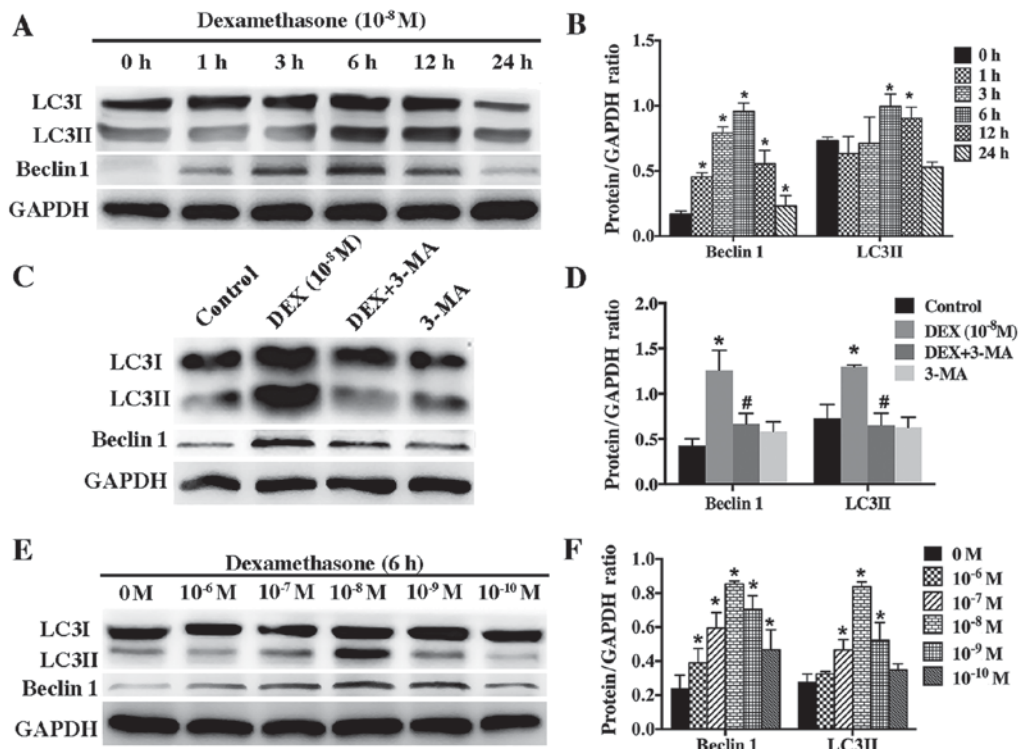 A
Dexamethasone (10⁻⁸M)
0 h 1 h 3 h 6 h 12 h 24 h
LC3I
LC3II
Beclin 1
GAPDH
B
Protein/GAPDH ratio
1.5
1.0
0.5
0.0
* * * * * * *
Beclin 1 LC3II
0 h
1 h
3 h
6 h
12 h
24 h
C
Control DEX (10⁻⁸M) DEX+3-MA 3-MA
LC3I
LC3II
Beclin 1
GAPDH
D
Protein/GAPDH ratio
2.0
1.5
1.0
0.5
0.0
* # * #
Beclin 1 LC3II
Control
DEX (10⁻⁸M)
DEX+3-MA
3-MA
E
Dexamethasone (6 h)
0 M 10⁻⁶ M 10⁻⁷ M 10⁻⁸ M 10⁻⁹ M 10⁻¹⁰ M
LC3I
LC3II
Beclin 1
GAPDH
F
Protein/GAPDH ratio
1.0
0.8
0.6
0.4
0.2
0.0
* * * * * * * *
Beclin 1 LC3II
0 M
10⁻⁶ M
10⁻⁷ M
10⁻⁸ M
10⁻⁹ M
10⁻¹⁰ M